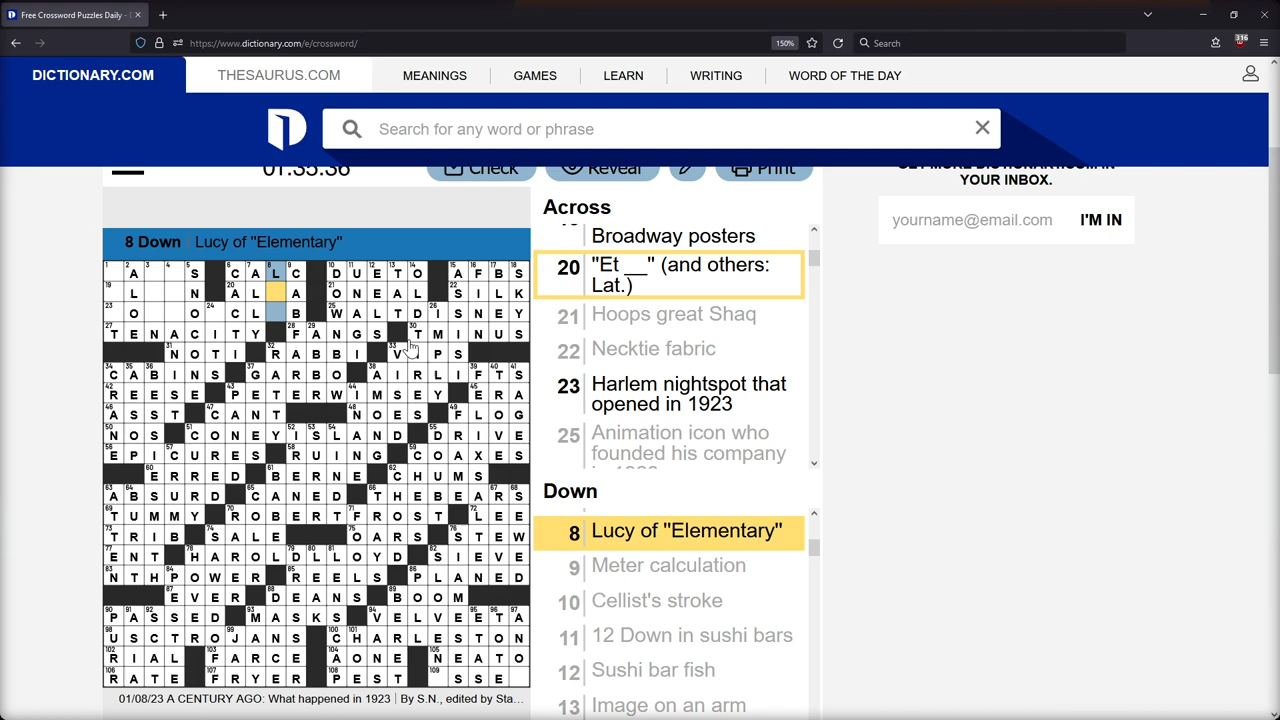 Free Crossword Puzzles Daily -
https://www.dictionary.com/e/crossword/
150%
Search
316
DICTIONARY.COM
THESAURUS.COM
MEANINGS
GAMES
LEARN
WRITING
WORD OF THE DAY
Search for any word or phrase
01:35:36
Check
Reveal
Print
YOUR INBOX.
yourname@email.com
I'M IN
8 Down Lucy of "Elementary"
A S C A L C D U E T O A F B S
L N A L A O N E A L S I L K
O O C L B W A L T D I S N E Y
T E N A C I T Y F A N G S T M I N U S
N O T I R A B B I V I P S
C A B I N S G A R B O A I R L I F T S
R E E S E P E T E R W I M S E Y E R A
A S S T C A N T N O E S F L O G
N O S C O N E Y I S L A N D D R I V E
E P I C U R E S R U I N G C O A X E S
E R R E D B E R N E C H U M S
A B S U R D C A N E D T H E B E A R S
T U M M Y R O B E R T F R O S T L E E
T R I B S A L E O A R S S T E W
E N T H A R O L D L L O Y D S I E V E
N T H P O W E R R E E L S P L A N E D
E V E R D E A N S B O O M
P A S S E D M A S K S V E L V E E T A
U S C T R O J A N S C H A R L E S T O N
R I A L F A R C E A O N E N E A T O
R A T E F R Y E R P E S T S S E
01/08/23 A CENTURY AGO: What happened in 1923 | By S.N., edited by Sta...
Across
Broadway posters
20 "Et __" (and others:
Lat.)
21 Hoops great Shaq
22 Necktie fabric
23 Harlem nightspot that
opened in 1923
25 Animation icon who
founded his company
Down
8 Lucy of "Elementary"
9 Meter calculation
10 Cellist's stroke
11 12 Down in sushi bars
12 Sushi bar fish
13 Image on an arm